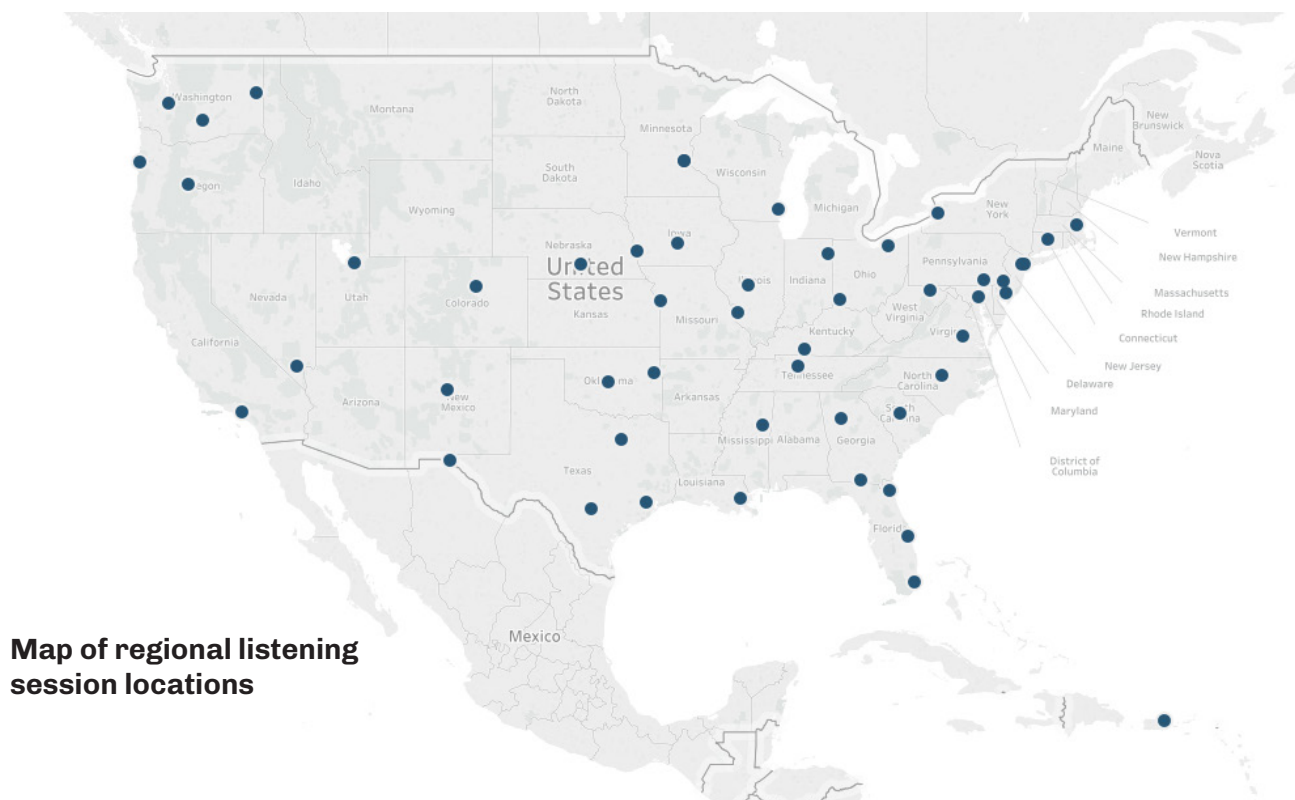 Washington
Montana
North
Dakota
Minnesota
New
Brunswick
Maine
Nova
Scotia
South
Dakota
Wisconsin
Idaho
Michigan
Wyoming
New
York
Vermont
Iowa
Nebraska
New Hampshire
United
States
Pennsylvania
Massachusetts
Nevada
Utah
Colorado
Indiana
Ohio
Rhode Island
Kansas
Missouri
West
Virginia
Connecticut
California
Kentucky
New Jersey
Delaware
Arizona
New
Mexico
Arkansas
Tennessee
North
Carolina
Maryland
South
Mississippi
Alabama
Georgia
District of
Columbia
Texas
Louisiana
Mexico
Map of regional listening
session locations